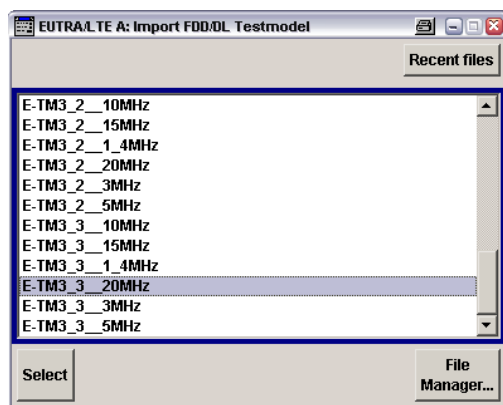 EUTRA/LTE A: Import FDD/DL Testmodel
Recent files
E-TM3_2__10MHz
E-TM3_2__15MHz
E-TM3_2__1_4MHz
E-TM3_2__20MHz
E-TM3_2__3MHz
E-TM3_2__5MHz
E-TM3_3__10MHz
E-TM3_3__15MHz
E-TM3_3__1_4MHz
E-TM3_3__20MHz
E-TM3_3__3MHz
E-TM3_3__5MHz
Select
File
Manager...